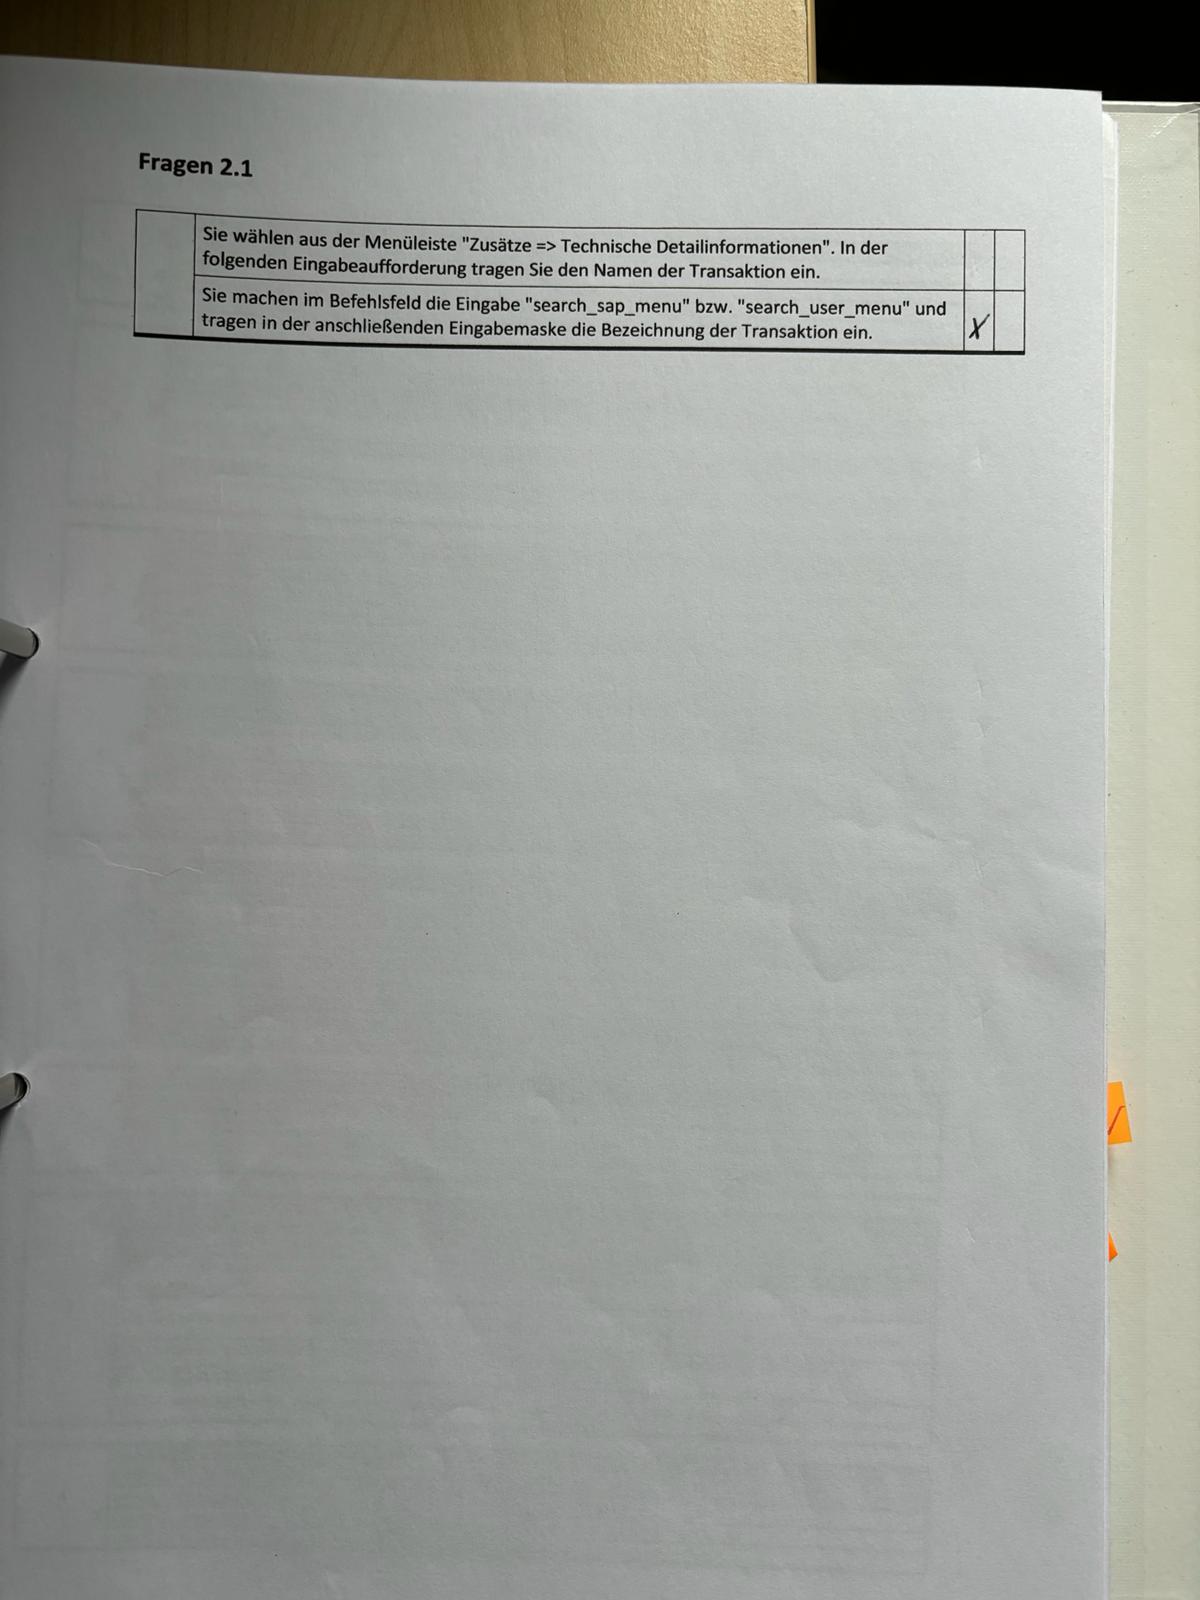 Fragen 2.1
Sie wählen aus der Menüleiste "Zusätze => Technische Detailinformationen". In der
folgenden Eingabeaufforderung tragen Sie den Namen der Transaktion ein.
Sie machen im Befehlsfeld die Eingabe "search_sap_menu" bzw. "search_user_menu" und
tragen in der anschließenden Eingabemaske die Bezeichnung der Transaktion ein.
X